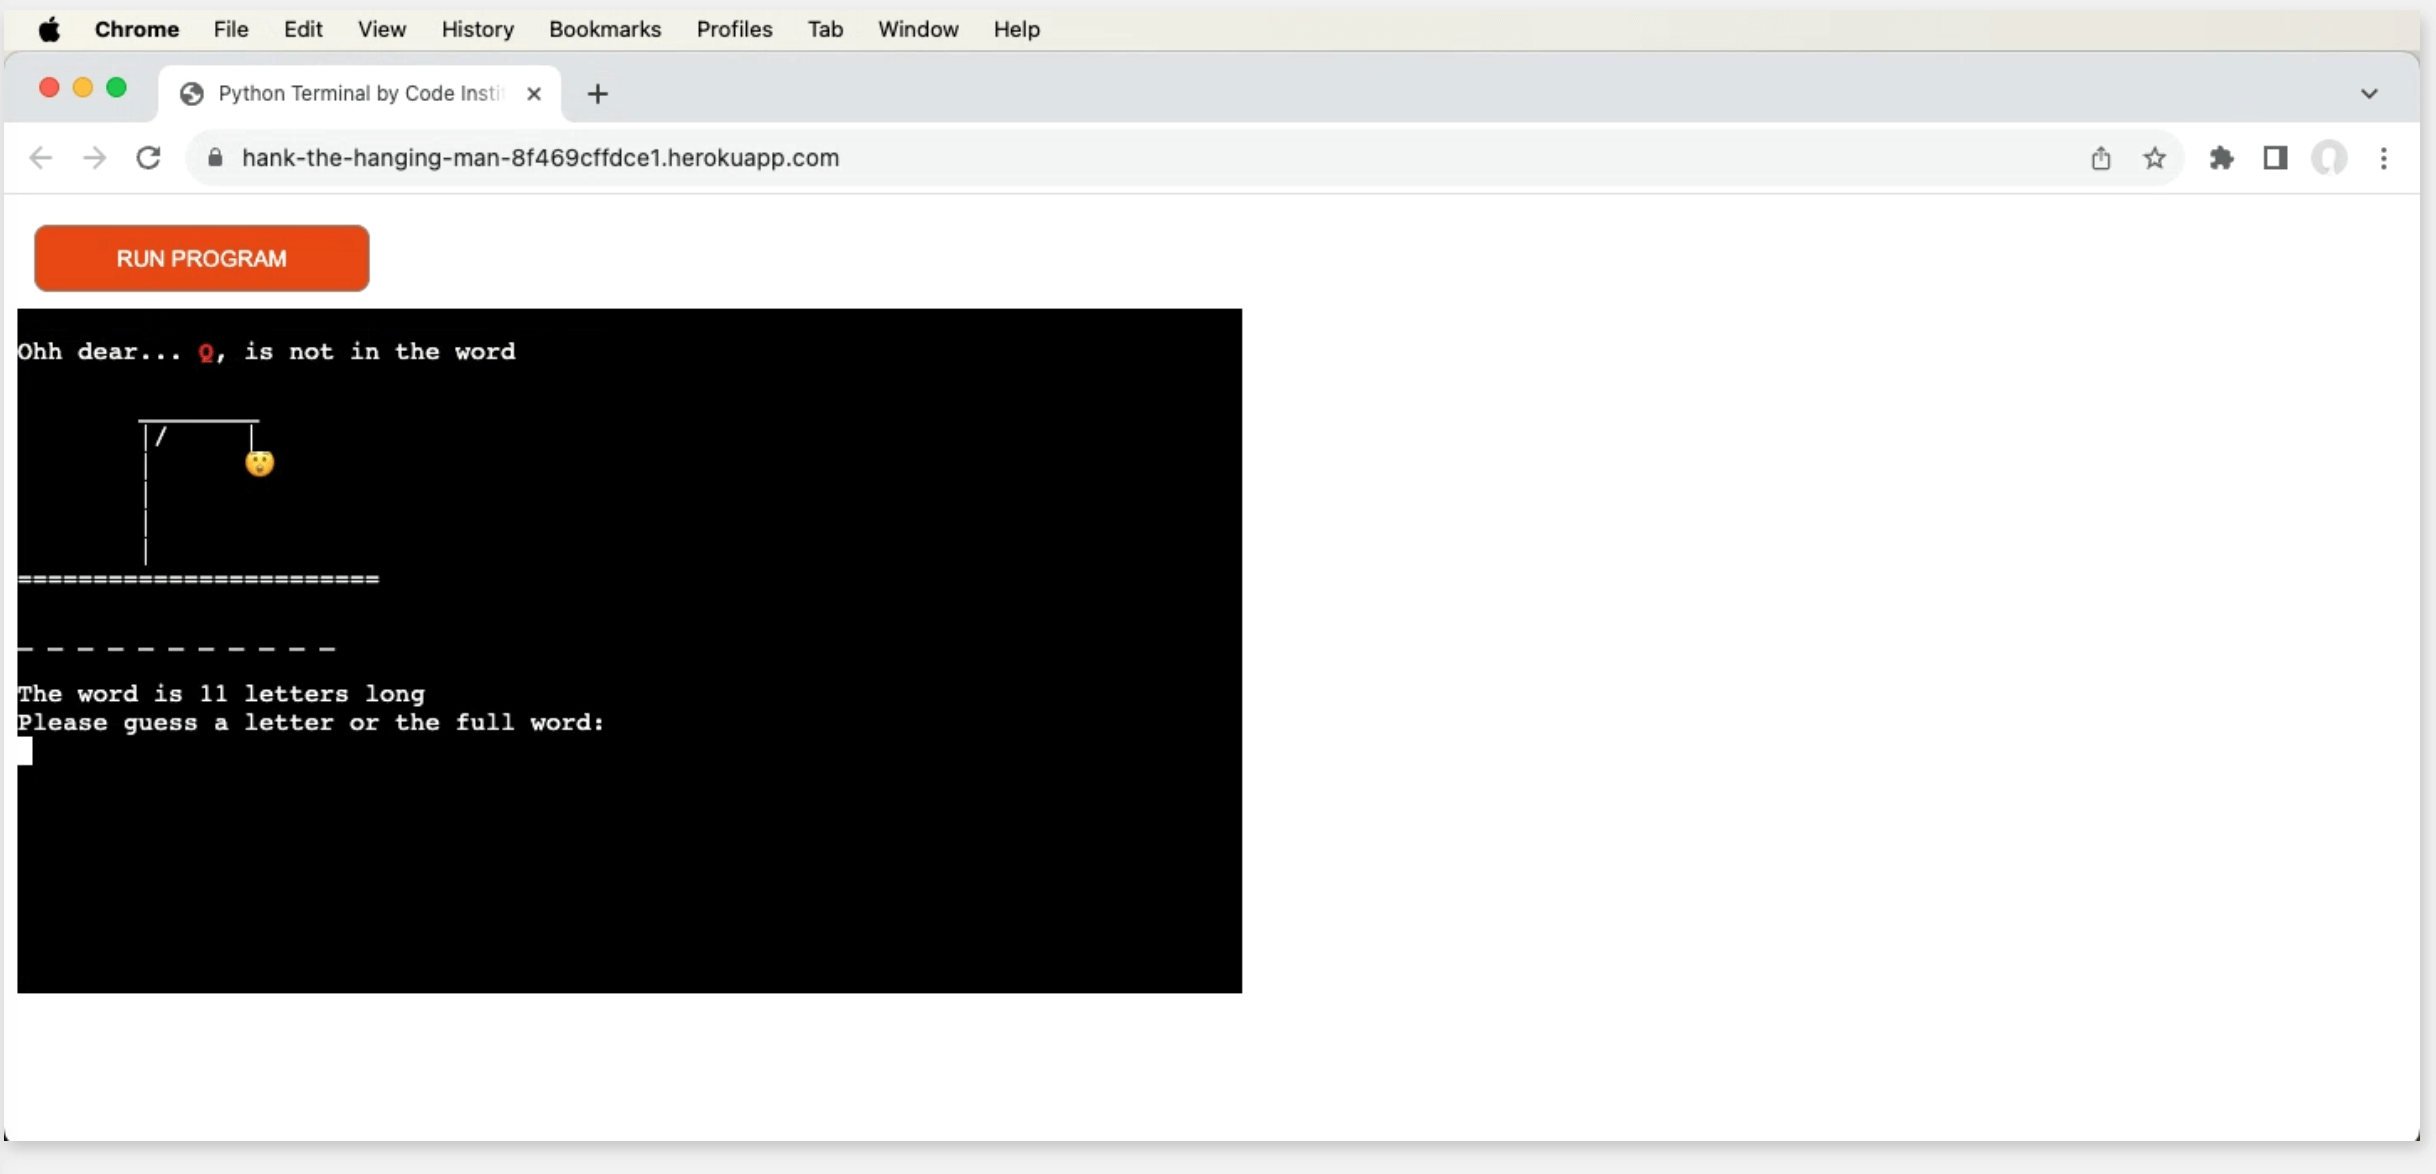 Chrome File Edit View History Bookmarks Profiles Tab Window Help
Python Terminal by Code Insti
hank-the-hanging-man-8f469cffdce1.herokuapp.com
RUN PROGRAM
Ohh dear... Q, is not in the word
|/ |
|
|
|
|
========================
_ _ _ _ _ _ _ _ _ _ _
The word is 11 letters long
Please guess a letter or the full word: